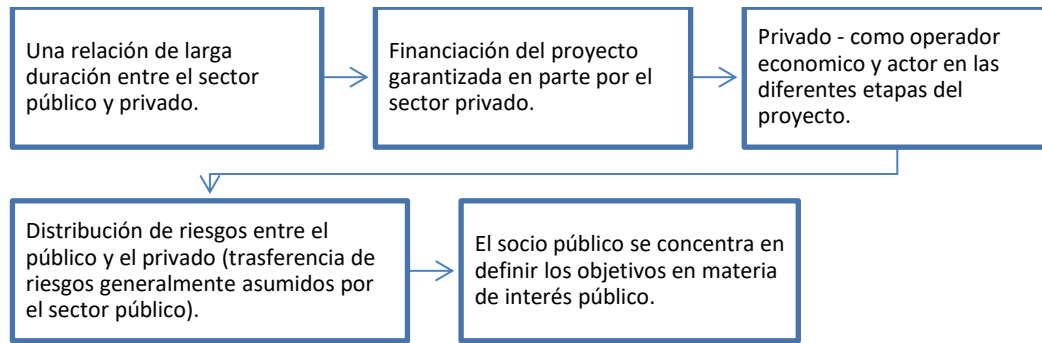 Una relación de larga
duración entre el sector
público y privado.
Financiación del proyecto
garantizada en parte por el
sector privado.
Privado - como operador
economico y actor en las
diferentes etapas del
proyecto.
Distribución de riesgos entre el
público y el privado (trasferencia de
riesgos generalmente asumidos por
el sector público).
El socio público se concentra en
definir los objetivos en materia
de interés público.